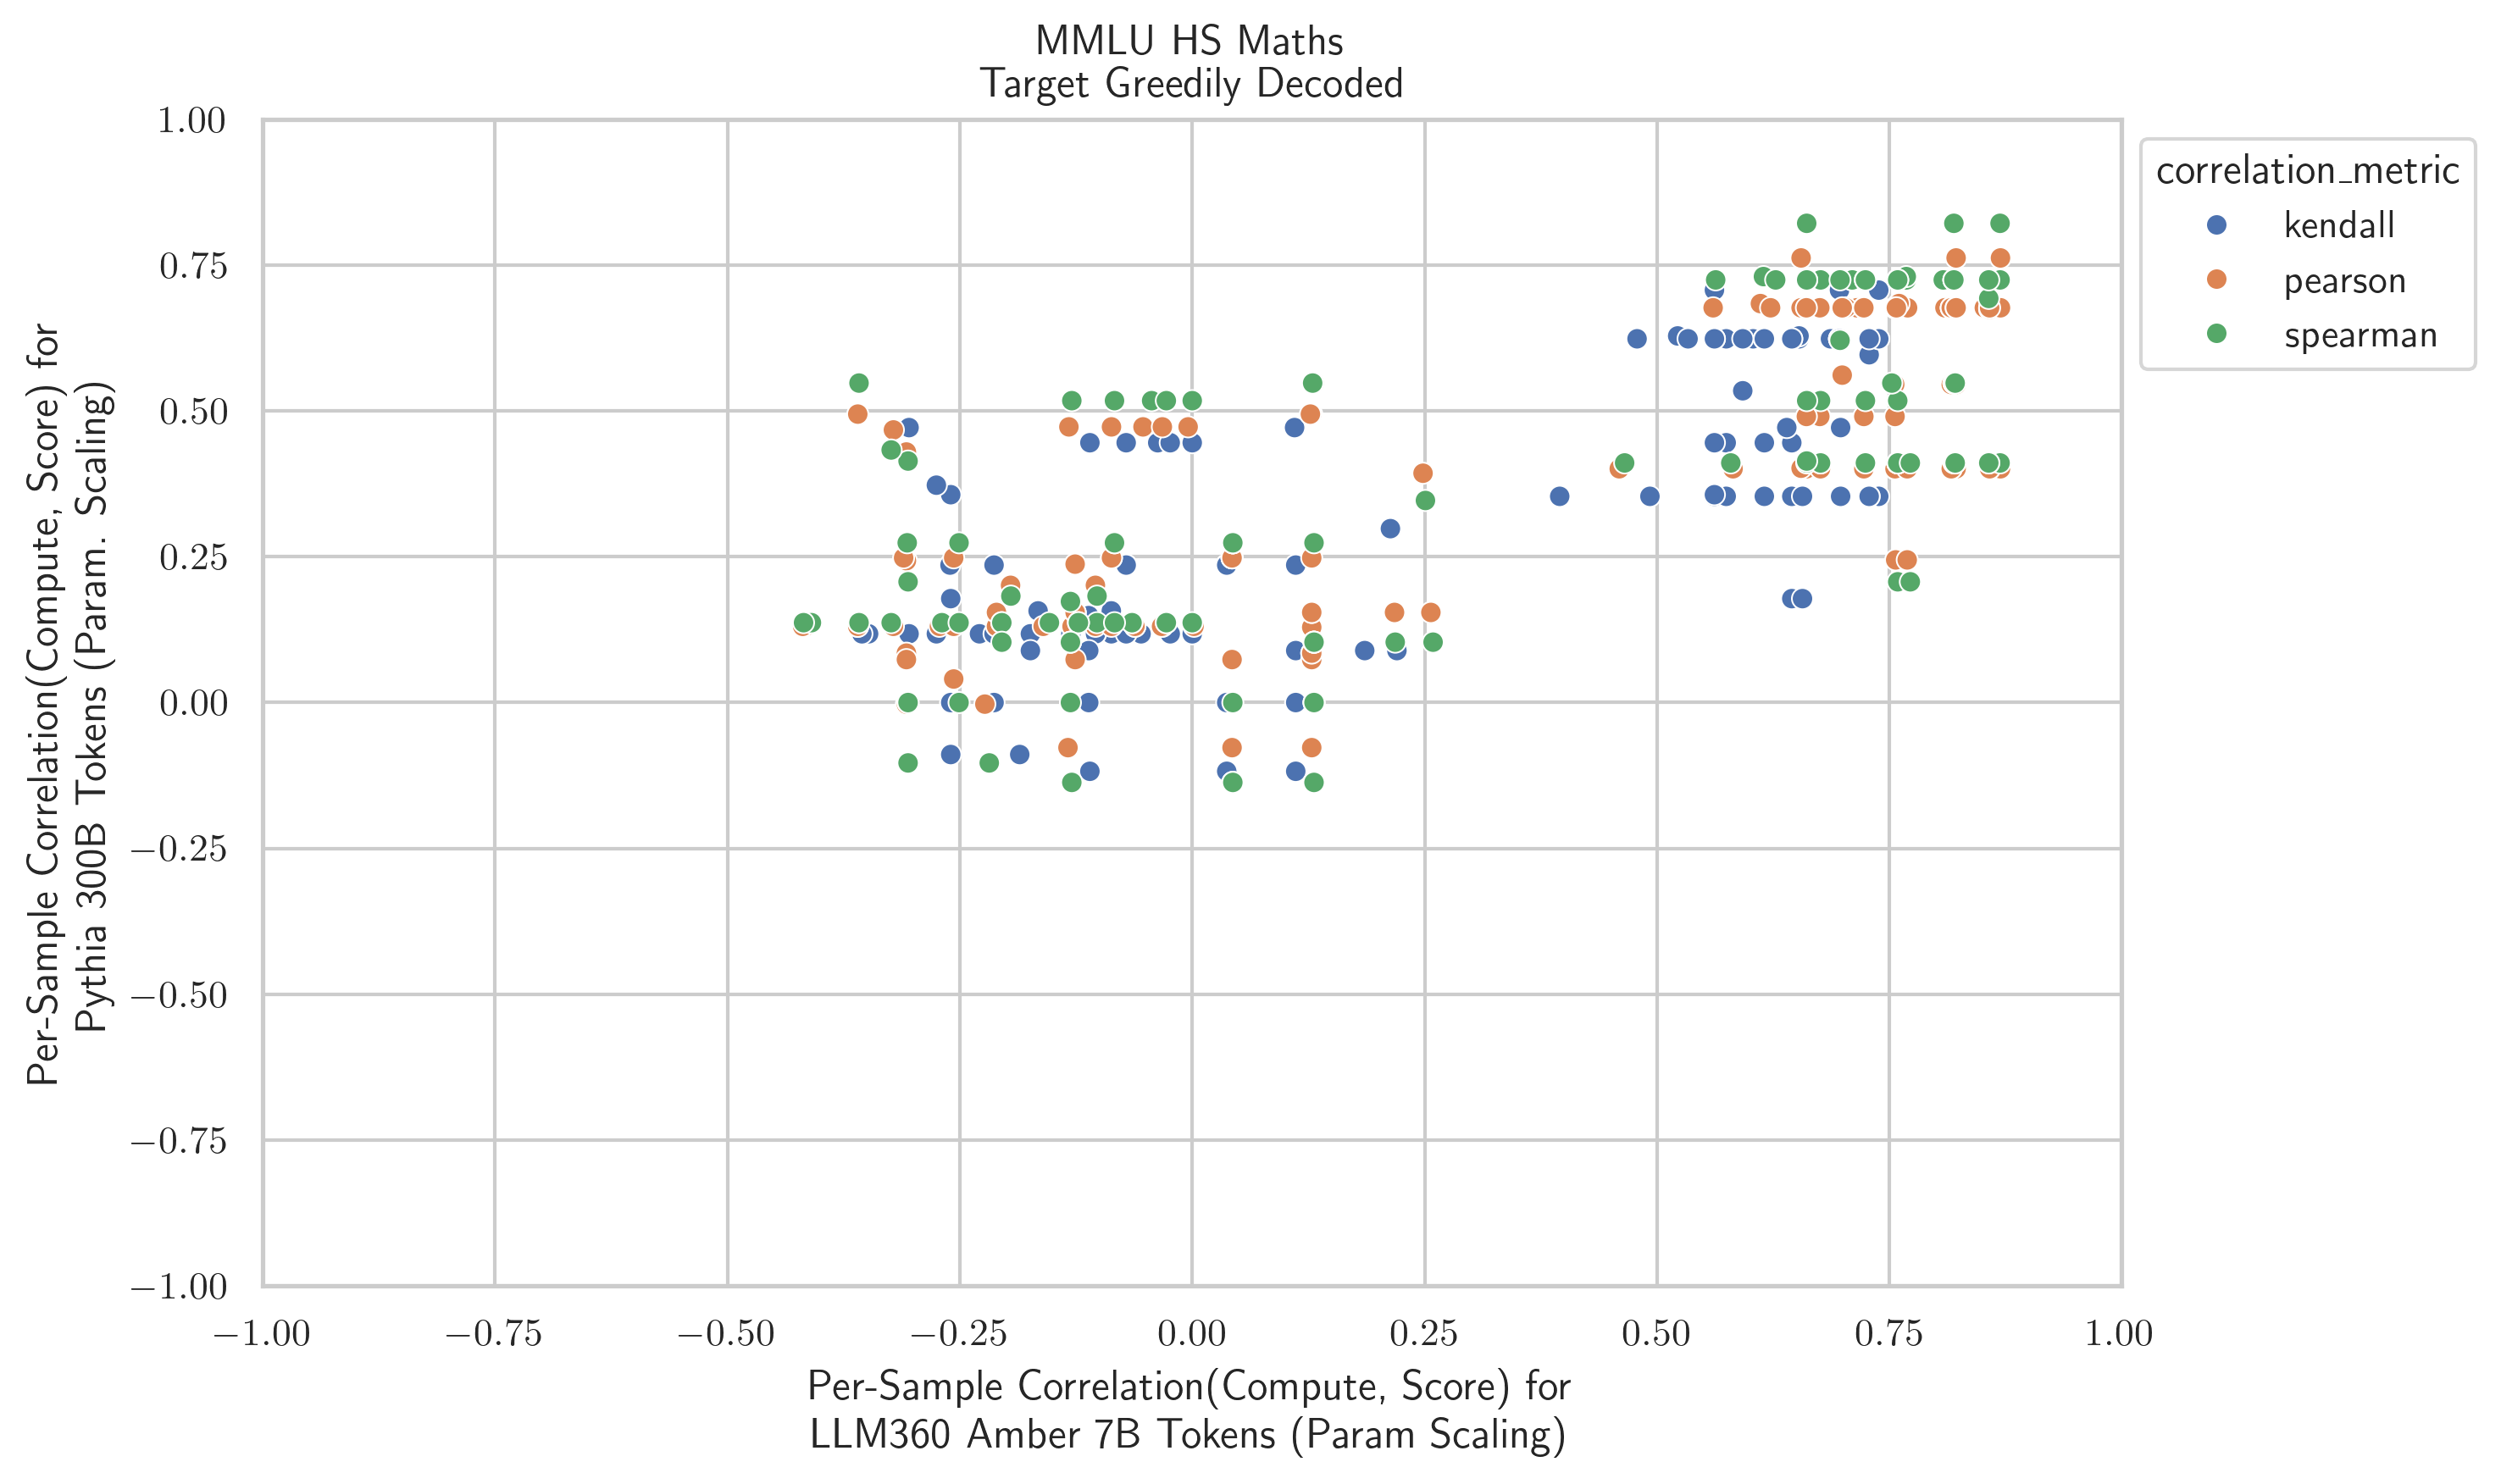 MMLU HS Maths
Target Greedily Decoded
Per-Sample Correlation(Compute, Score) for
Pythia 300B Tokens (Param. Scaling)
1.00
0.75
0.50
0.25
0.00
−0.25
−0.50
−0.75
−1.00
−1.00 −0.75 −0.50 −0.25 0.00 0.25 0.50 0.75 1.00
Per-Sample Correlation(Compute, Score) for
LLM360 Amber 7B Tokens (Param Scaling)
correlation_metric
kendall
pearson
spearman